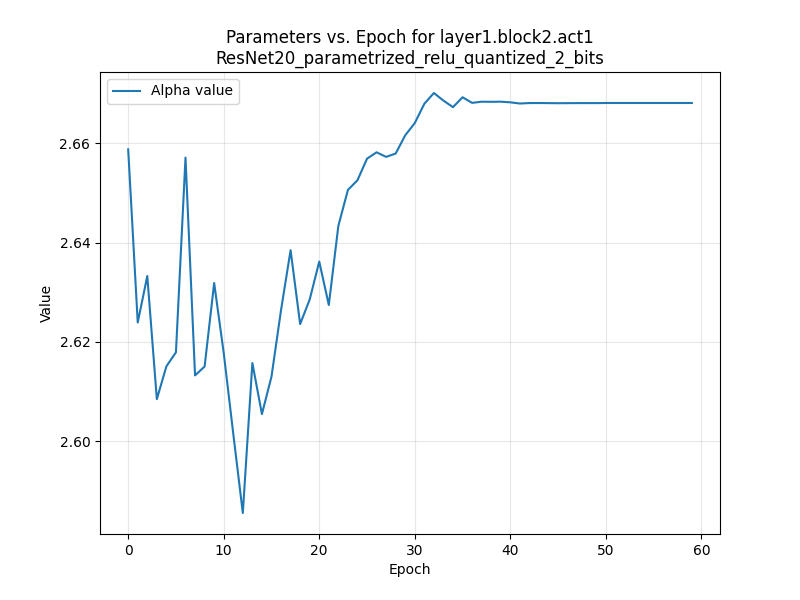 Parameters vs. Epoch for layer1.block2.act1
ResNet20_parametrized_relu_quantized_2_bits
Alpha value
2.66
2.64
2.62
2.60
Value
0 10 20 30 40 50 60
Epoch